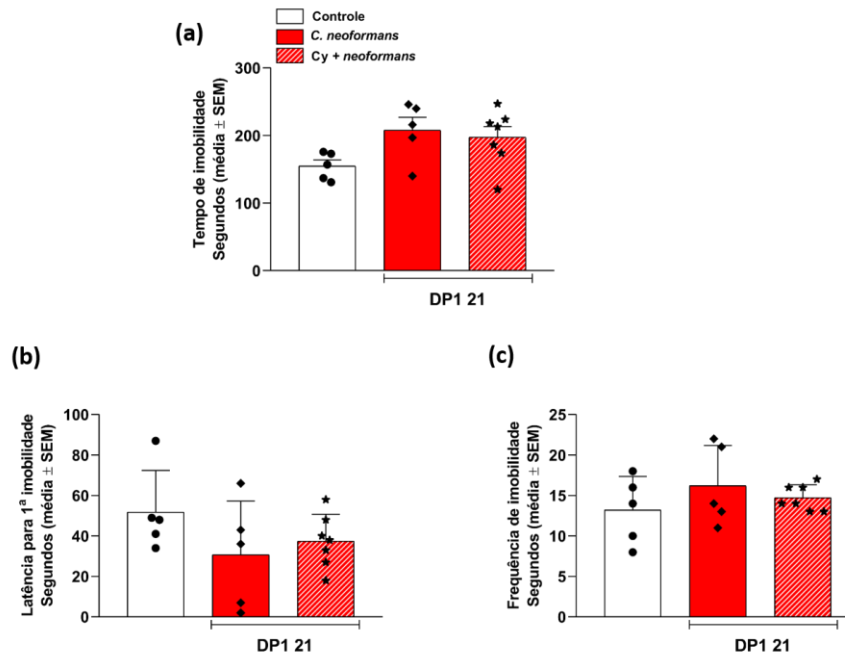 (a)
Controle
C. neoformans
Cy + neoformans
Tempo de imobilidade
Segundos (média ± SEM)
300
200
100
0
DP1 21
(b)
Latência para 1ª imobilidade
Segundos (média ± SEM)
100
80
60
40
20
0
DP1 21
(c)
Frequência de imobilidade
Segundos (média ± SEM)
25
20
15
10
5
0
DP1 21